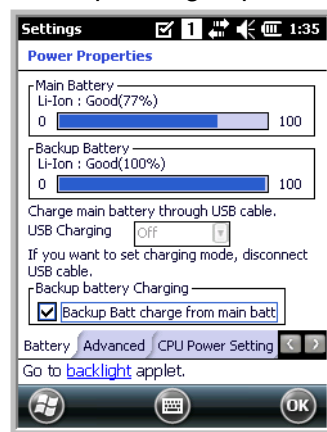 Settings 1 1:35
Power Properties
Main Battery
Li-Ion : Good(77%)
0 100
Backup Battery
Li-Ion : Good(100%)
0 100
Charge main battery through USB cable.
USB Charging Off
If you want to set charging mode, disconnect
USB cable.
Backup battery Charging
Backup Batt charge from main batt
Battery Advanced CPU Power Setting
Go to backlight applet.
OK